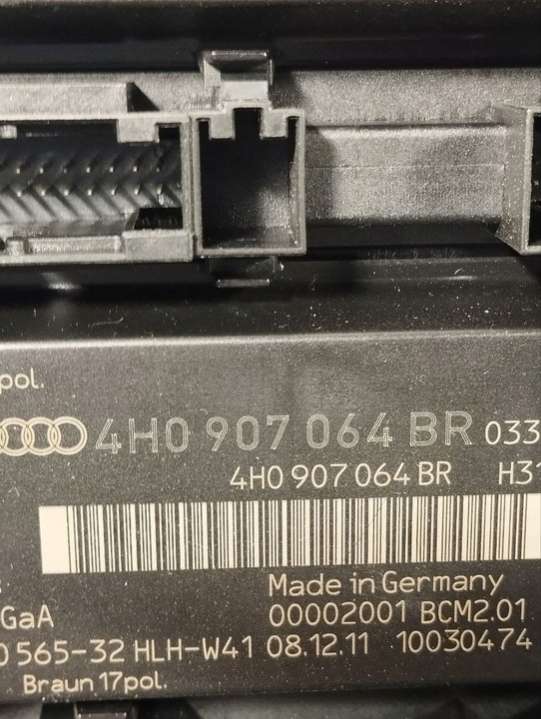 pol.
4H0 907 064 BR 033
4H0 907 064 BR H31
Made in Germany
GaA 00002001 BCM2.01
0 565-32 HLH-W41 08.12.11 10030474
Braun 17pol.